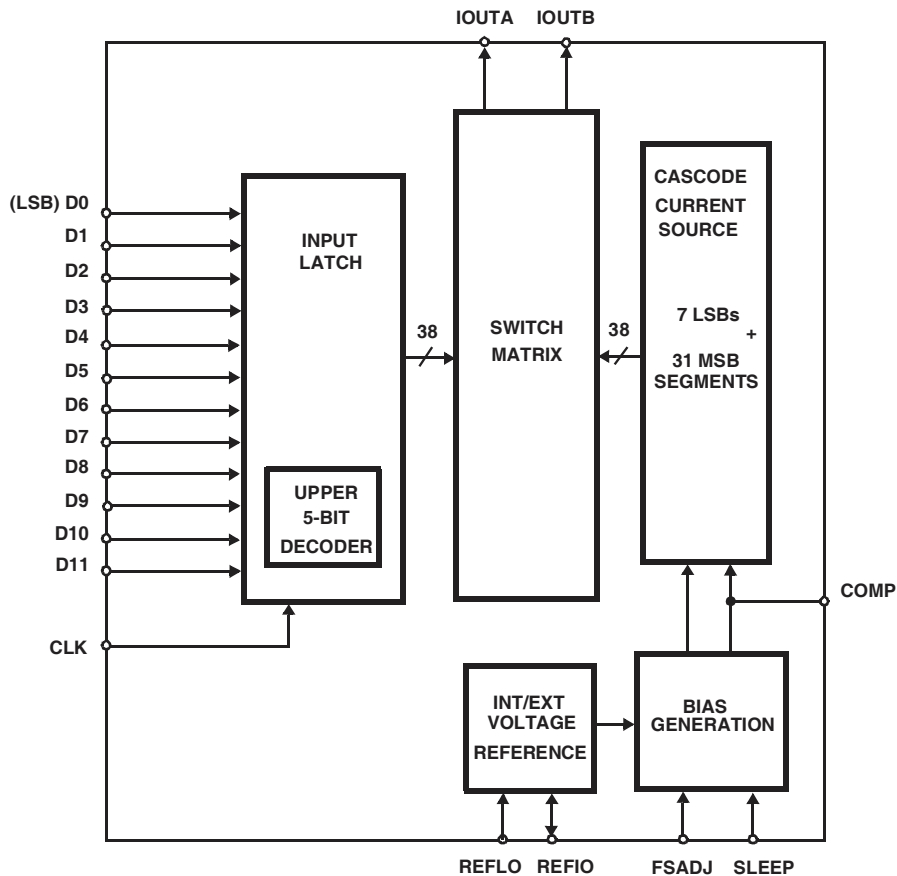 IOUTA IOUTB
(LSB) D0
D1
D2
D3
D4
D5
D6
D7
D8
D9
D10
D11
CLK
INPUT
LATCH
UPPER
5-BIT
DECODER
38
SWITCH
MATRIX
38
CASCODE
CURRENT
SOURCE
7 LSBs
+
31 MSB
SEGMENTS
COMP
INT/EXT
VOLTAGE
REFERENCE
BIAS
GENERATION
REFLO REFIO FSADJ SLEEP